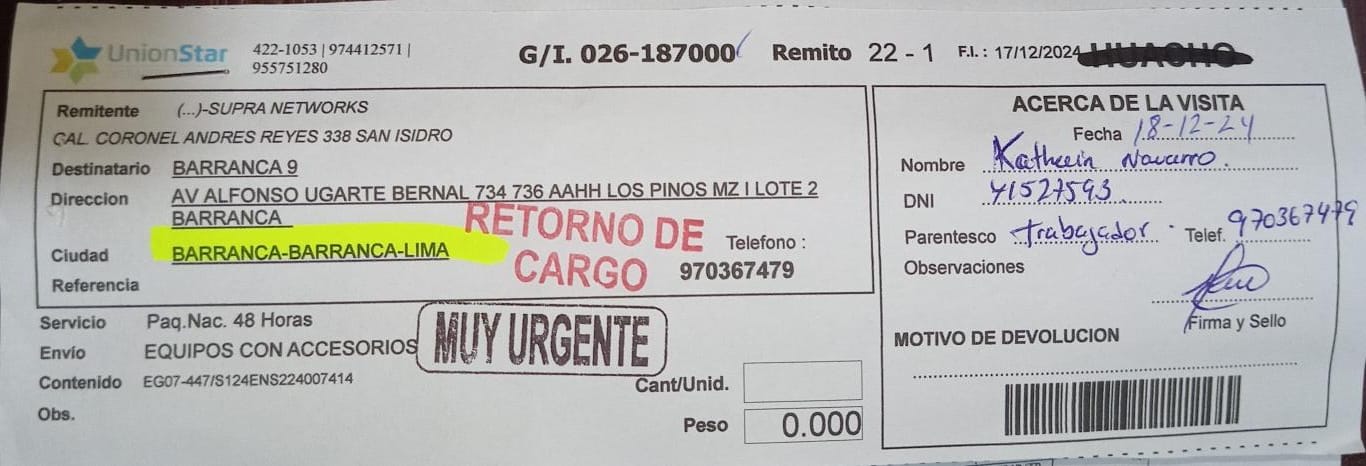 UnionStar
422-1053 | 974412571 |
955751280
G/I. 026-187000 Remito 22 - 1 F.I.: 17/12/2024 HUACHO
Remitente (...)-SUPRA NETWORKS
CAL. CORONEL ANDRES REYES 338 SAN ISIDRO
Destinatario BARRANCA 9
Direccion AV ALFONSO UGARTE BERNAL 734 736 AAHH LOS PINOS MZ I LOTE 2
BARRANCA
Ciudad BARRANCA-BARRANCA-LIMA
Referencia
RETORNO DE
CARGO
Telefono :
970367479
Servicio Paq.Nac. 48 Horas
Envío EQUIPOS CON ACCESORIOS
Contenido EG07-447/S124ENS224007414
Obs.
MUY URGENTE
Cant/Unid.
Peso 0.000
ACERCA DE LA VISITA
Fecha 18-12-24
Nombre Katherin Navarro.
DNI 41527593
Parentesco trabajador Telef. 970367479
Observaciones
Firma y Sello
MOTIVO DE DEVOLUCION